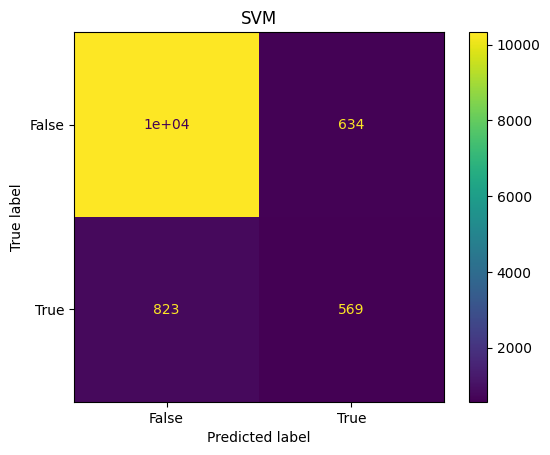 SVM
10000
1e+04 634
False
8000
True label
6000
4000
True
823 569
2000
False True
Predicted label